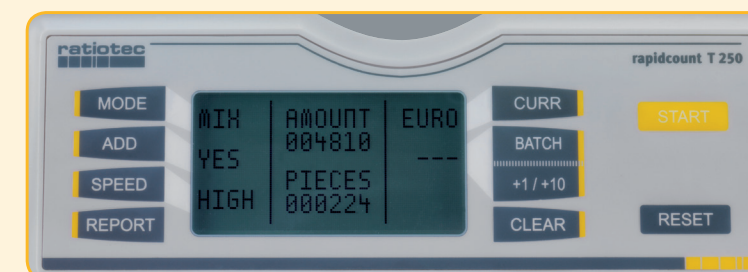 ratiotec
rapidcount T 250
MODE
ADD
SPEED
REPORT
MIX
YES
HIGH
AMOUNT
004810
PIECES
000224
EURO
---
CURR
BATCH
+1 / +10
CLEAR
START
RESET